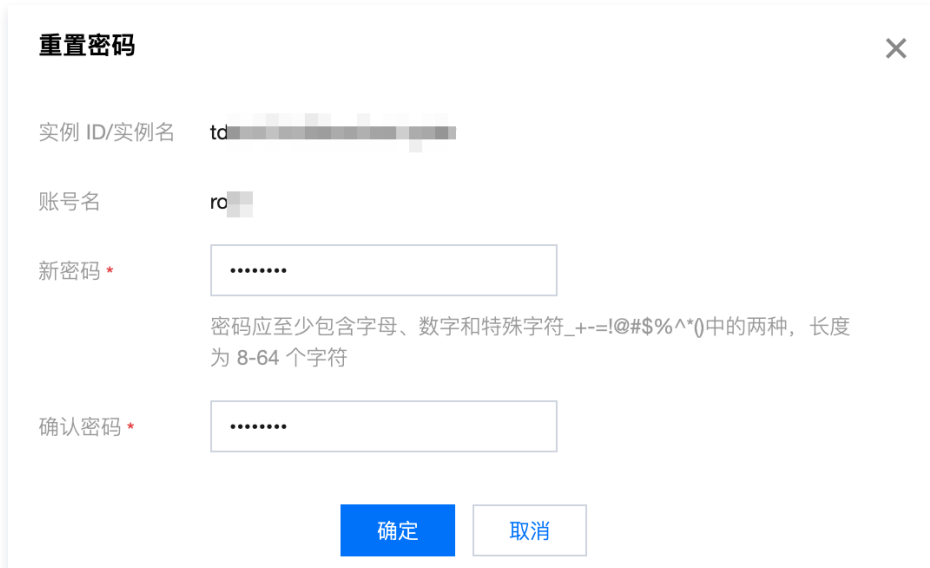 重置密码
实例 ID/实例名 td
账号名 ro
新密码 * ••••••••
密码应至少包含字母、数字和特殊字符_+-=!@#$%^*()中的两种，长度
为 8-64 个字符
确认密码 * ••••••••
确定 取消